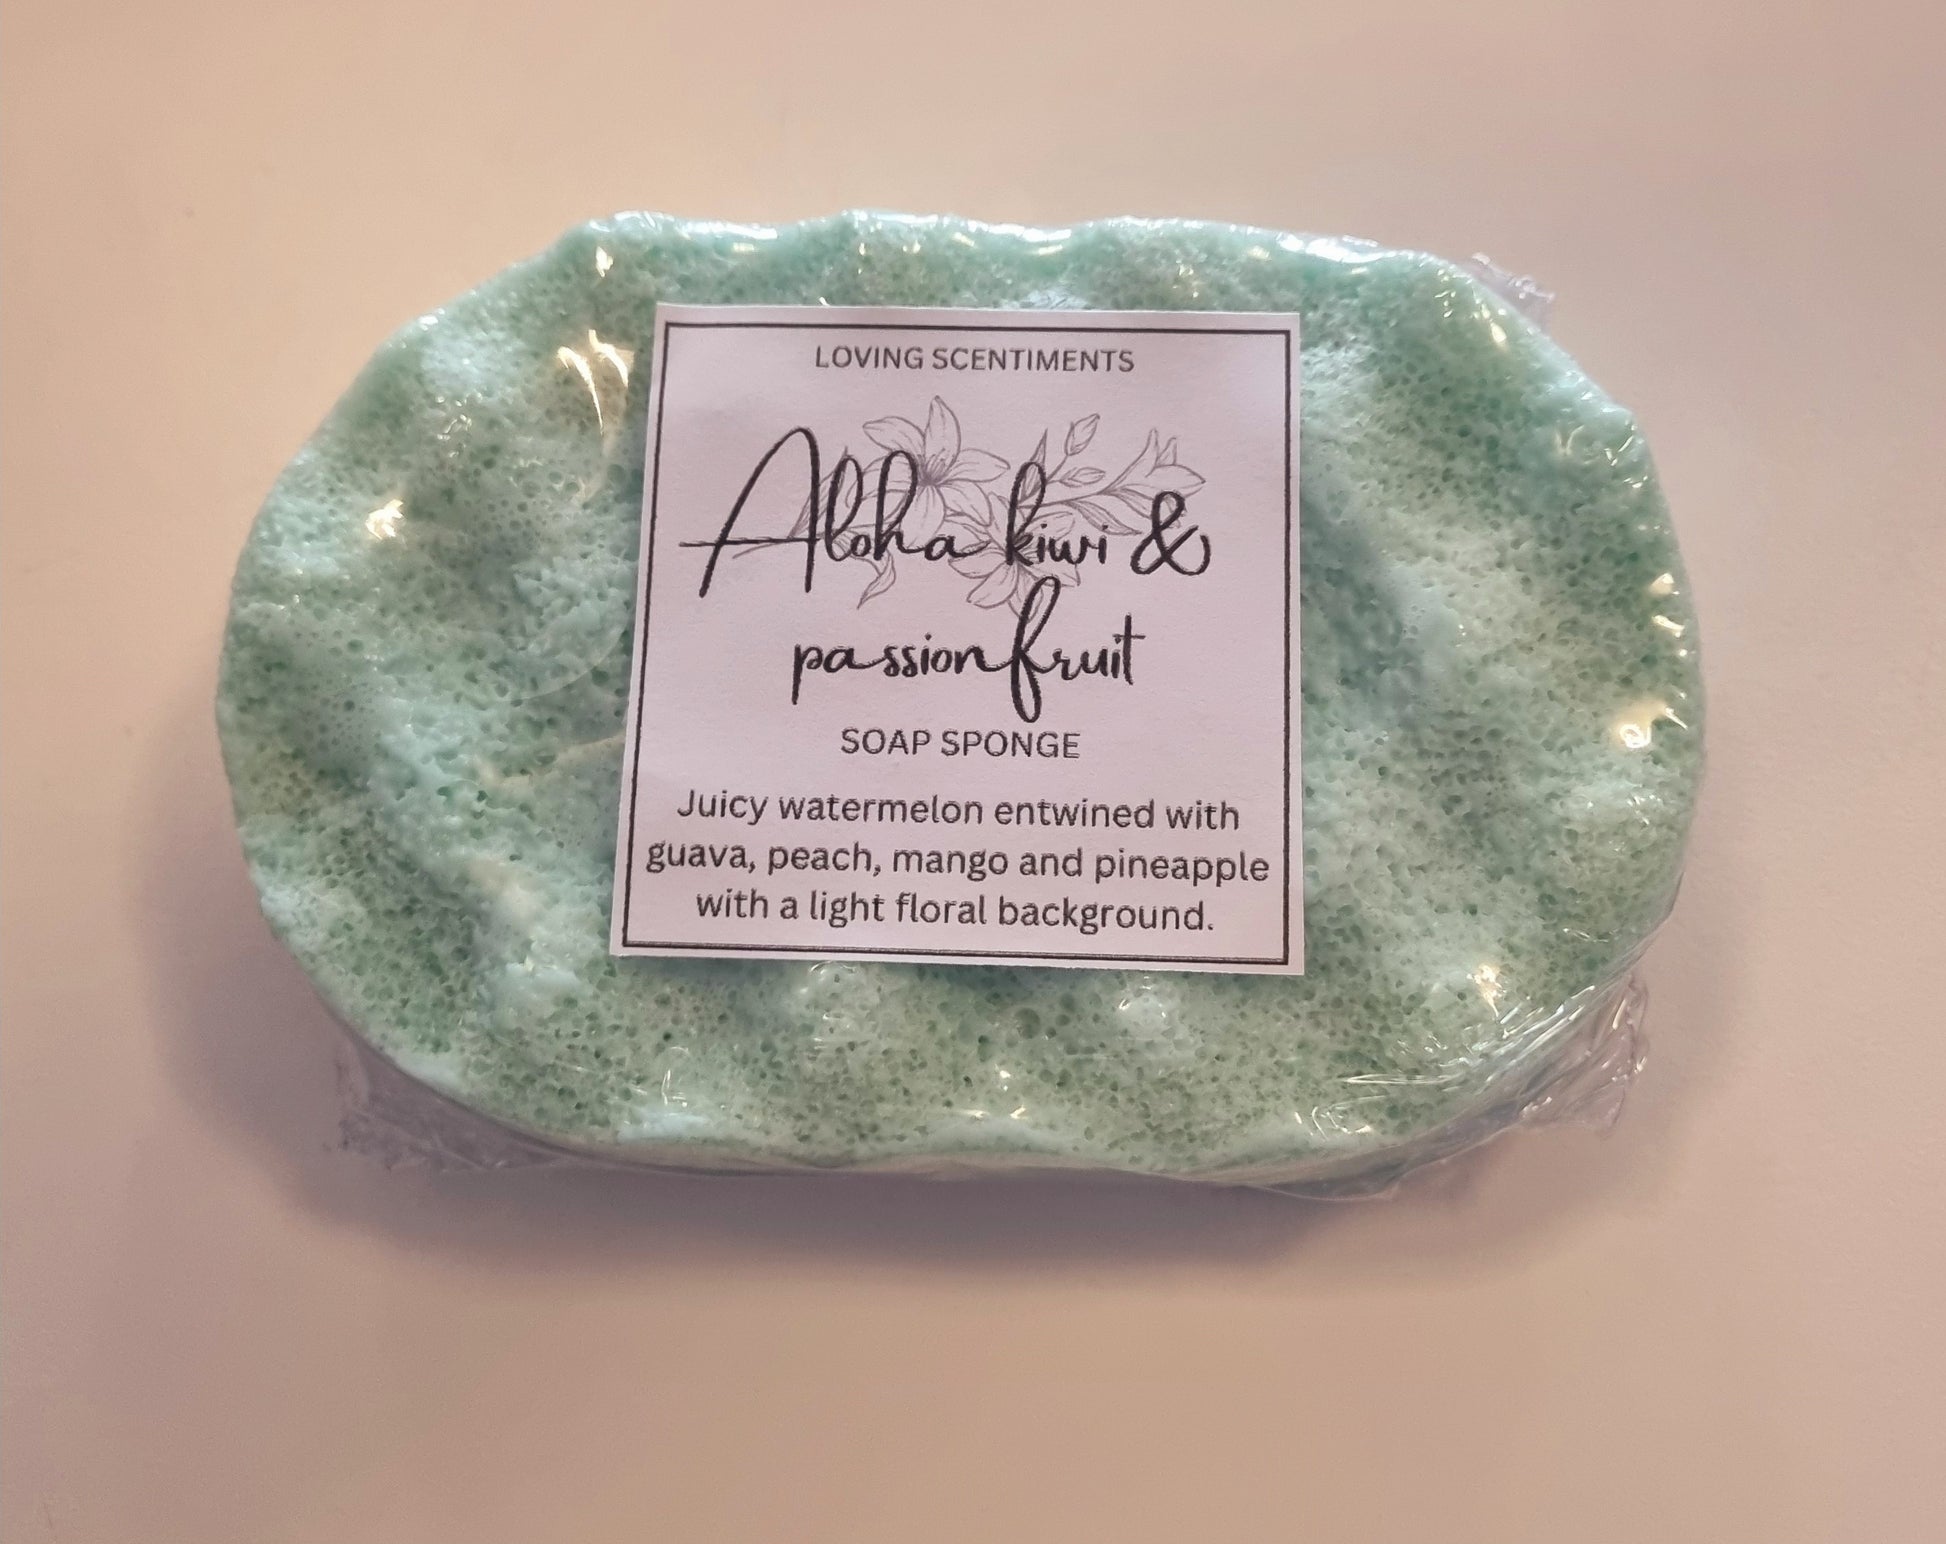 LOVING SCENTIMENTS
Aloha kiwi &
passionfruit
SOAP SPONGE
Juicy watermelon entwined with
guava, peach, mango and pineapple
with a light floral background.